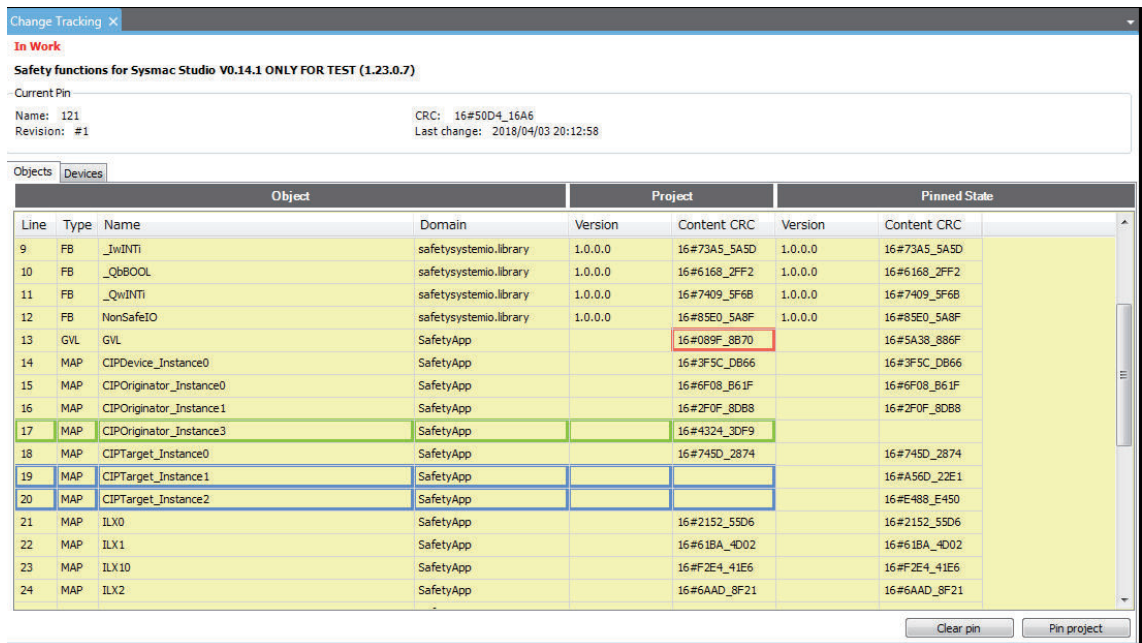 Change Tracking ×
In Work
Safety functions for Sysmac Studio V0.14.1 ONLY FOR TEST (1.23.0.7)
Current Pin
Name: 121 CRC: 16#50D4_16A6
Revision: #1 Last change: 2018/04/03 20:12:58
Objects Devices
Object Project Pinned State
Line Type Name Domain Version Content CRC Version Content CRC
9 FB _IwINTi safetysystemio.library 1.0.0.0 16#73A5_5A5D 1.0.0.0 16#73A5_5A5D
10 FB _QbBOOL safetysystemio.library 1.0.0.0 16#6168_2FF2 1.0.0.0 16#6168_2FF2
11 FB _QwINTi safetysystemio.library 1.0.0.0 16#7409_5F6B 1.0.0.0 16#7409_5F6B
12 FB NonSafeIO safetysystemio.library 1.0.0.0 16#85E0_5A8F 1.0.0.0 16#85E0_5A8F
13 GVL GVL SafetyApp 16#089F_8B70 16#5A38_886F
14 MAP CIPDevice_Instance0 SafetyApp 16#3F5C_DB66 16#3F5C_DB66
15 MAP CIPOriginator_Instance0 SafetyApp 16#6F08_B61F 16#6F08_B61F
16 MAP CIPOriginator_Instance1 SafetyApp 16#2F0F_8DB8 16#2F0F_8DB8
17 MAP CIPOriginator_Instance3 SafetyApp 16#4324_3DF9
18 MAP CIPTarget_Instance0 SafetyApp 16#745D_2874 16#745D_2874
19 MAP CIPTarget_Instance1 SafetyApp 16#A56D_22E1
20 MAP CIPTarget_Instance2 SafetyApp 16#E488_E450
21 MAP ILX0 SafetyApp 16#2152_55D6 16#2152_55D6
22 MAP ILX1 SafetyApp 16#61BA_4D02 16#61BA_4D02
23 MAP ILX10 SafetyApp 16#F2E4_41E6 16#F2E4_41E6
24 MAP ILX2 SafetyApp 16#6AAD_8F21 16#6AAD_8F21
Clear pin Pin project